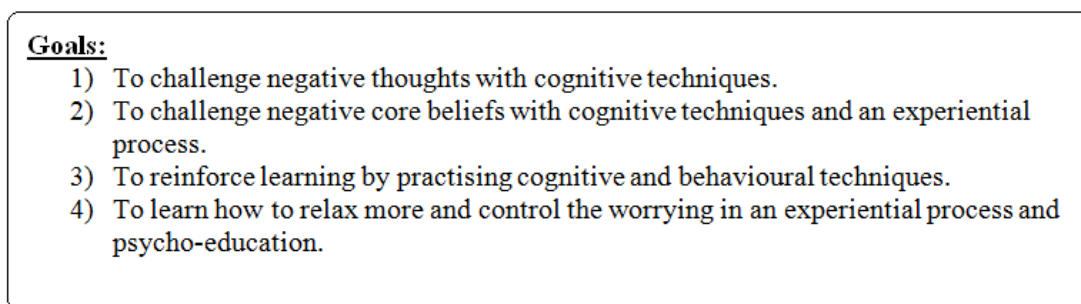 Goals:
1) To challenge negative thoughts with cognitive techniques.
2) To challenge negative core beliefs with cognitive techniques and an experiential
process.
3) To reinforce learning by practising cognitive and behavioural techniques.
4) To learn how to relax more and control the worrying in an experiential process and
psycho-education.